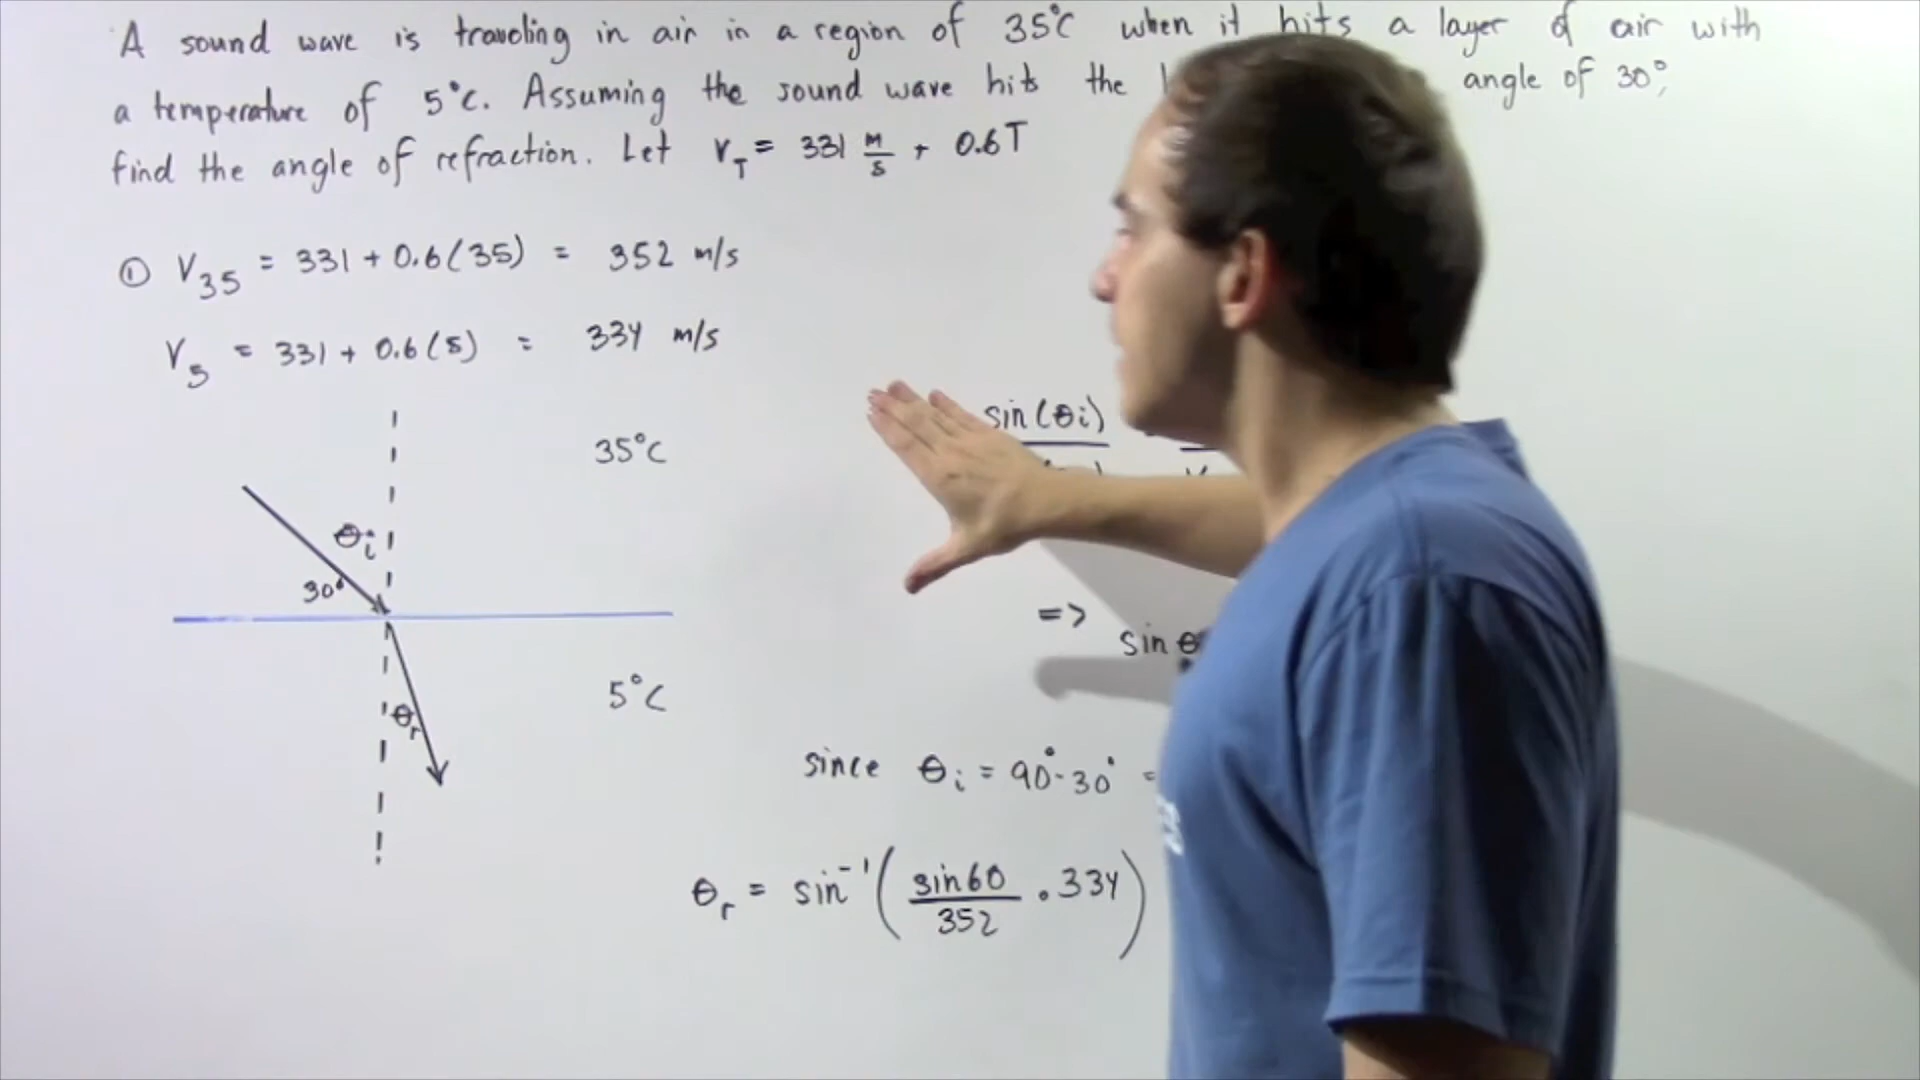 A sound wave is traveling in air in a region of 35°C when it hits a layer of air with
a temperature of 5°C. Assuming the sound wave hits the angle of 30°,
find the angle of refraction. Let V_T = 331 m/s + 0.6T
① V_35 = 331 + 0.6(35) = 352 m/s
V_5 = 331 + 0.6(5) = 334 m/s
35°C
sin(θi)
θi
30°
=> sin θ
5°C
θr
since θi = 90° - 30° =
θr = sin⁻¹(sin60/352 · 334)